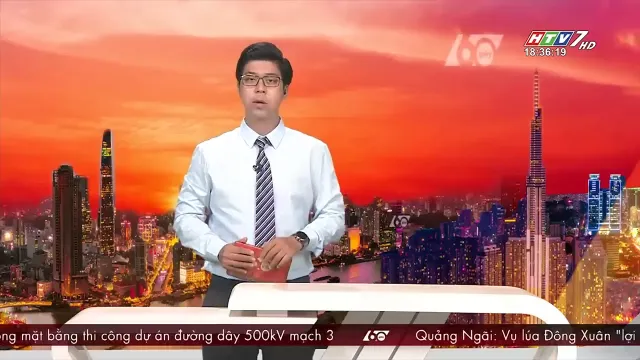 60
HTV7 HD
18:36:19
ng mặt bằng thi công dự án đường dây 500kV mạch 3
60
Quảng Ngãi: Vụ lúa Đông Xuân "lợi